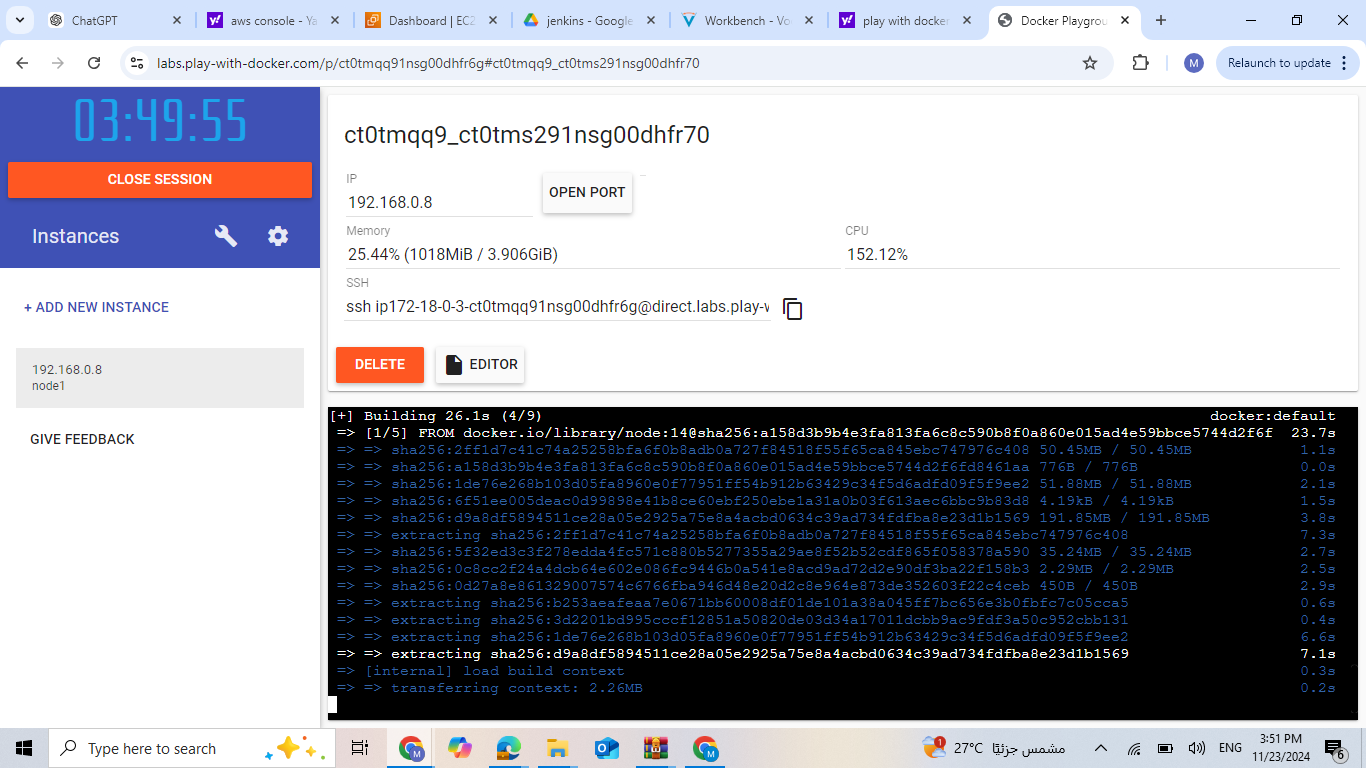 ChatGPT
aws console - Ya
Dashboard | EC2
jenkins - Google
Workbench - Vo
play with docker
Docker Playgrou
labs.play-with-docker.com/p/ct0tmqq91nsg00dhfr6g#ct0tmqq9_ct0tms291nsg00dhfr70
M
Relaunch to update
03:49:55
CLOSE SESSION
Instances
+ ADD NEW INSTANCE
192.168.0.8
node1
GIVE FEEDBACK
ct0tmqq9_ct0tms291nsg00dhfr70
IP
192.168.0.8
OPEN PORT
Memory
25.44% (1018MiB / 3.906GiB)
CPU
152.12%
SSH
ssh ip172-18-0-3-ct0tmqq91nsg00dhfr6g@direct.labs.play-w
DELETE
EDITOR
[+] Building 26.1s (4/9) docker:default
=> [1/5] FROM docker.io/library/node:14@sha256:a158d3b9b4e3fa813fa6c8c590b8f0a860e015ad4e59bbce5744d2f6f 23.7s
=> => sha256:2ff1d7c41c74a25258bfa6f0b8adb0a727f84518f55f65ca845ebc747976c408 50.45MB / 50.45MB 1.1s
=> => sha256:a158d3b9b4e3fa813fa6c8c590b8f0a860e015ad4e59bbce5744d2f6fd8461aa 776B / 776B 0.0s
=> => sha256:1de76e268b103d05fa8960e0f77951ff54b912b63429c34f5d6adfd09f5f9ee2 51.88MB / 51.88MB 2.1s
=> => sha256:6f51ee005deac0d99898e41b8ce60ebf250ebe1a31a0b03f613aec6bbc9b83d8 4.19kB / 4.19kB 1.5s
=> => sha256:d9a8df5894511ce28a05e2925a75e8a4acbd0634c39ad734fdfba8e23d1b1569 191.85MB / 191.85MB 3.8s
=> => extracting sha256:2ff1d7c41c74a25258bfa6f0b8adb0a727f84518f55f65ca845ebc747976c408 7.3s
=> => sha256:5f32ed3c3f278edda4fc571c880b5277355a29ae8f52b52cdf865f058378a590 35.24MB / 35.24MB 2.7s
=> => sha256:0c8cc2f24a4dcb64e602e086fc9446b0a541e8acd9ad72d2e90df3ba22f158b3 2.29MB / 2.29MB 2.5s
=> => sha256:0d27a8e861329007574c6766fba946d48e20d2c8e964e873de352603f22c4ceb 450B / 450B 2.9s
=> => extracting sha256:b253aeafeaa7e0671bb60008df01de101a38a045ff7bc656e3b0fbfc7c05cca5 0.6s
=> => extracting sha256:3d2201bd995cccf12851a50820de03d34a17011dcbb9ac9fdf3a50c952cbb131 0.4s
=> => extracting sha256:1de76e268b103d05fa8960e0f77951ff54b912b63429c34f5d6adfd09f5f9ee2 6.6s
=> => extracting sha256:d9a8df5894511ce28a05e2925a75e8a4acbd0634c39ad734fdfba8e23d1b1569 7.1s
=> [internal] load build context 0.3s
=> => transferring context: 2.26MB 0.2s
Type here to search
27°C مشمس جزئيًا
ENG
3:51 PM
11/23/2024
6